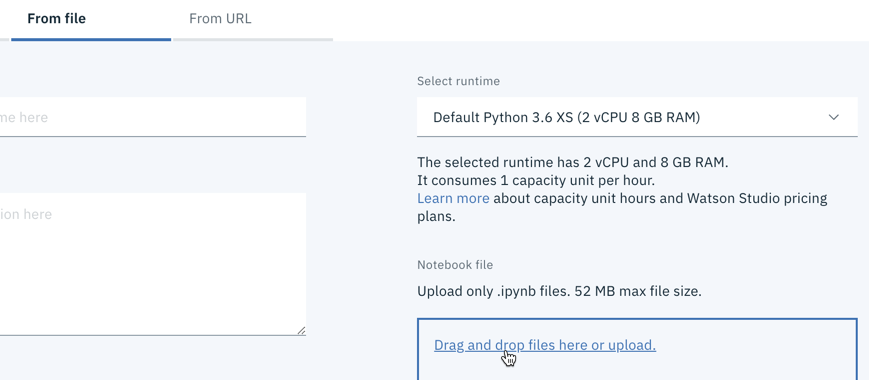 From file
From URL
me here
ion here
Select runtime
Default Python 3.6 XS (2 vCPU 8 GB RAM)
The selected runtime has 2 vCPU and 8 GB RAM.
It consumes 1 capacity unit per hour.
Learn more about capacity unit hours and Watson Studio pricing
plans.
Notebook file
Upload only .ipynb files. 52 MB max file size.
Drag and drop files here or upload.